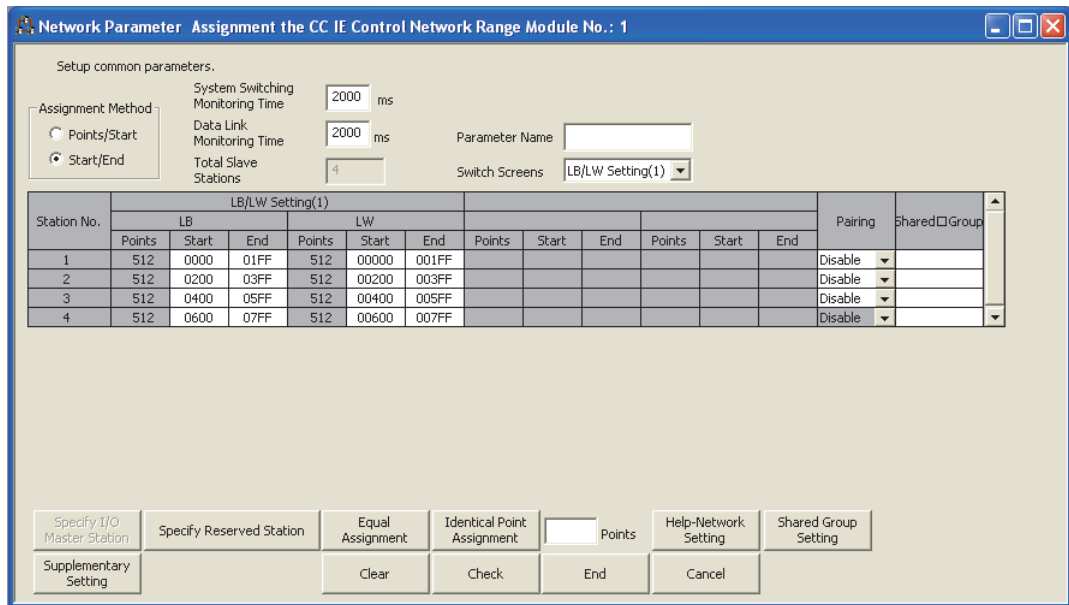 Network Parameter Assignment the CC IE Control Network Range Module No.: 1
Setup common parameters.
Assignment Method
Points/Start
Start/End
System Switching
Monitoring Time
2000 ms
Data Link
Monitoring Time
2000 ms
Total Slave
Stations
4
Parameter Name
Switch Screens LB/LW Setting(1)
Station No. LB/LW Setting(1) Pairing Shared□Group
LB LW
Points Start End Points Start End Points Start End Points Start End
1 512 0000 01FF 512 00000 001FF Disable
2 512 0200 03FF 512 00200 003FF Disable
3 512 0400 05FF 512 00400 005FF Disable
4 512 0600 07FF 512 00600 007FF Disable
Specify I/O
Master Station
Specify Reserved Station
Equal
Assignment
Identical Point
Assignment
Points
Help-Network
Setting
Shared Group
Setting
Supplementary
Setting
Clear
Check
End
Cancel